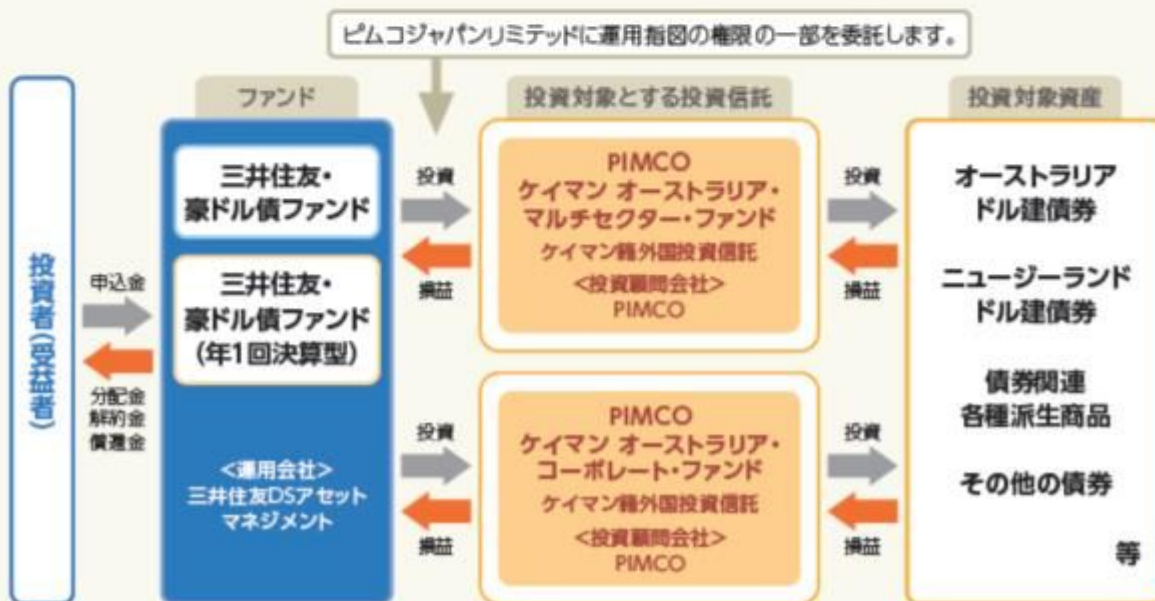 ピムコジャパンリミテッドに運用指図の権限の一部を委託します。
ファンド
投資対象とする投資信託
投資対象資産
投資者(受益者)
申込金
分配金
解約金
償還金
三井住友・
豪ドル債ファンド
三井住友・
豪ドル債ファンド
(年1回決算型)
<運用会社>
三井住友DSアセット
マネジメント
投資
損益
投資
損益
PIMCO
ケイマン オーストラリア・
マルチセクター・ファンド
ケイマン籍外国投資信託
<投資顧問会社>
PIMCO
PIMCO
ケイマン オーストラリア・
コーポレート・ファンド
ケイマン籍外国投資信託
<投資顧問会社>
PIMCO
投資
損益
投資
損益
オーストラリア
ドル建債券
ニュージーランド
ドル建債券
債券関連
各種派生商品
その他の債券
等